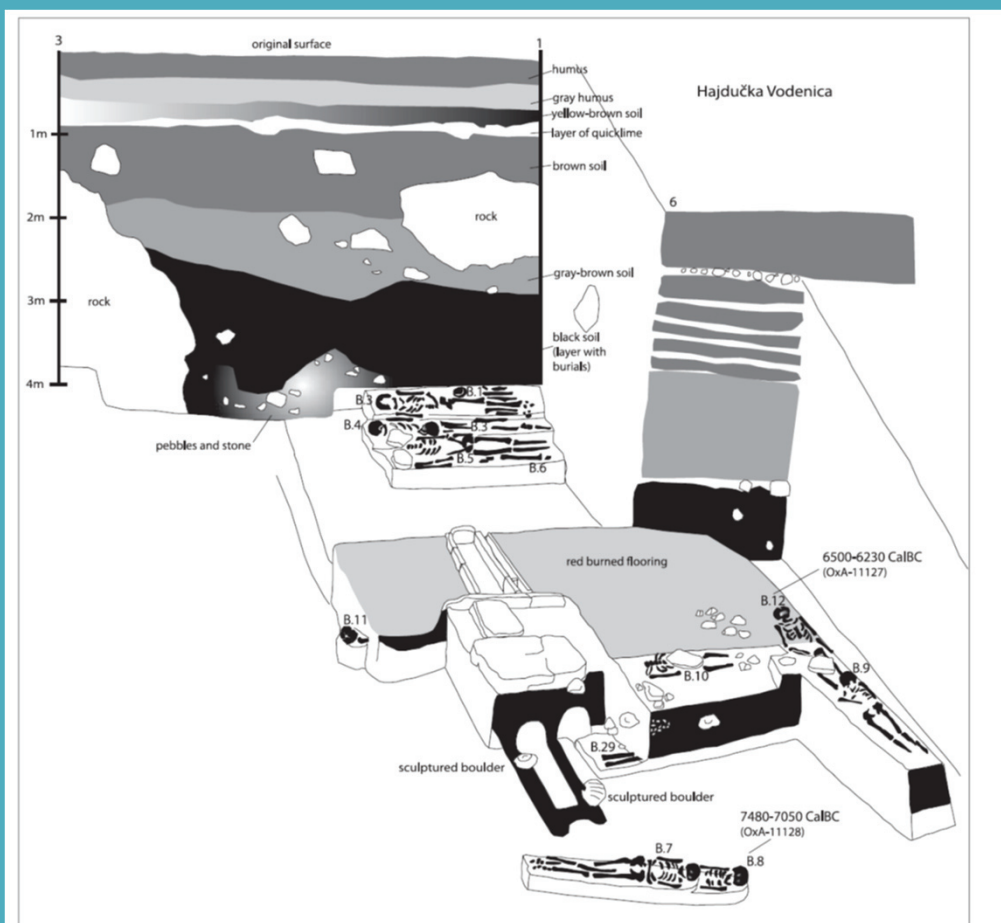 3
original surface
1
humus
gray humus
yellow-brown soil
layer of quicklime
1m
brown soil
2m
rock
gray-brown soil
3m
rock
black soil
(layer with
burials)
4m
pebbles and stone
Hajdučka Vodenica
6
B.3
B.1
B.4
B.3
B.5
B.6
red burned flooring
6500-6230 CalBC
(OxA-11127)
B.12
B.11
B.9
B.10
B.29
sculptured boulder
sculptured boulder
7480-7050 CalBC
(OxA-11128)
B.7
B.8